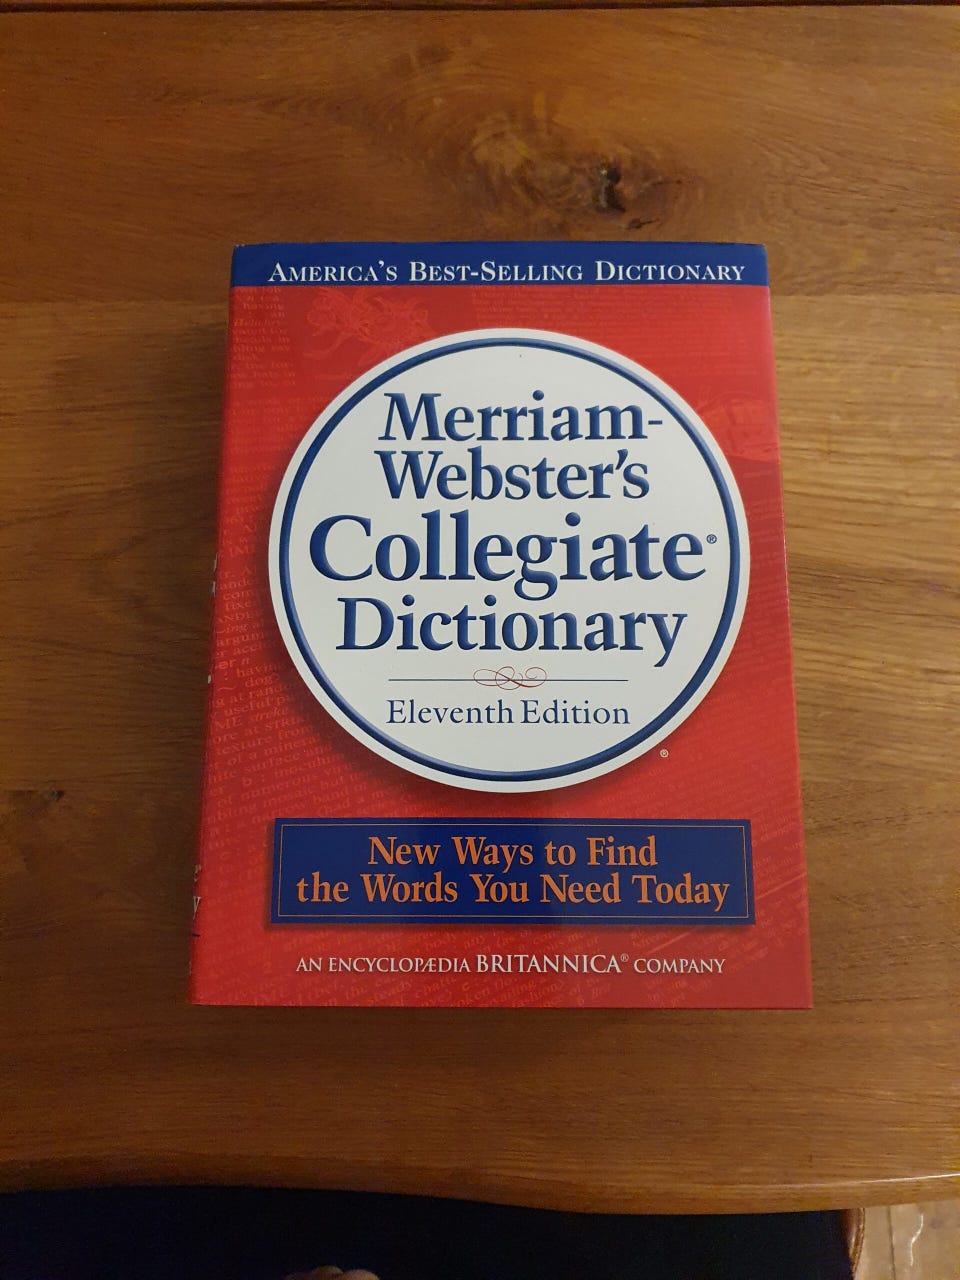 AMERICA'S BEST-SELLING DICTIONARY
Merriam-
Webster's
Collegiate®
Dictionary
Eleventh Edition
®
New Ways to Find
the Words You Need Today
AN ENCYCLOPÆDIA BRITANNICA® COMPANY